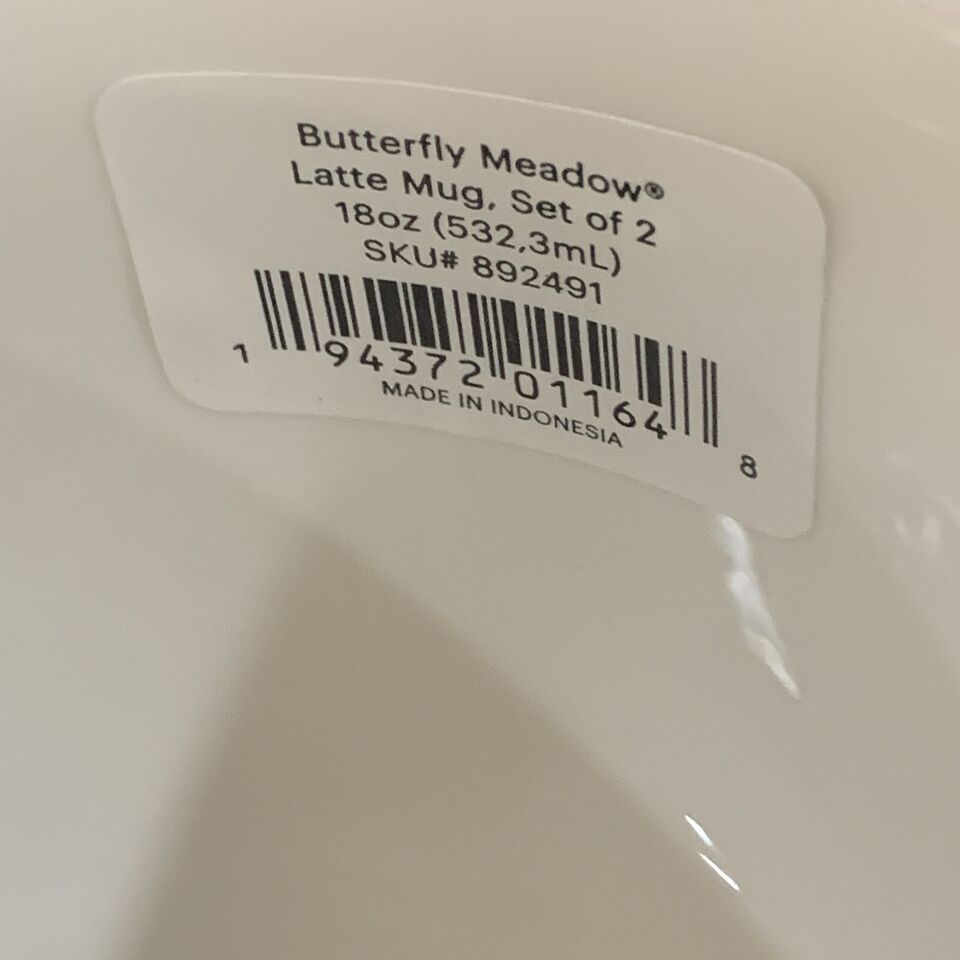 Butterfly Meadow®
Latte Mug, Set of 2
18oz (532,3mL)
SKU# 892491
1 94372 01164 8
MADE IN INDONESIA